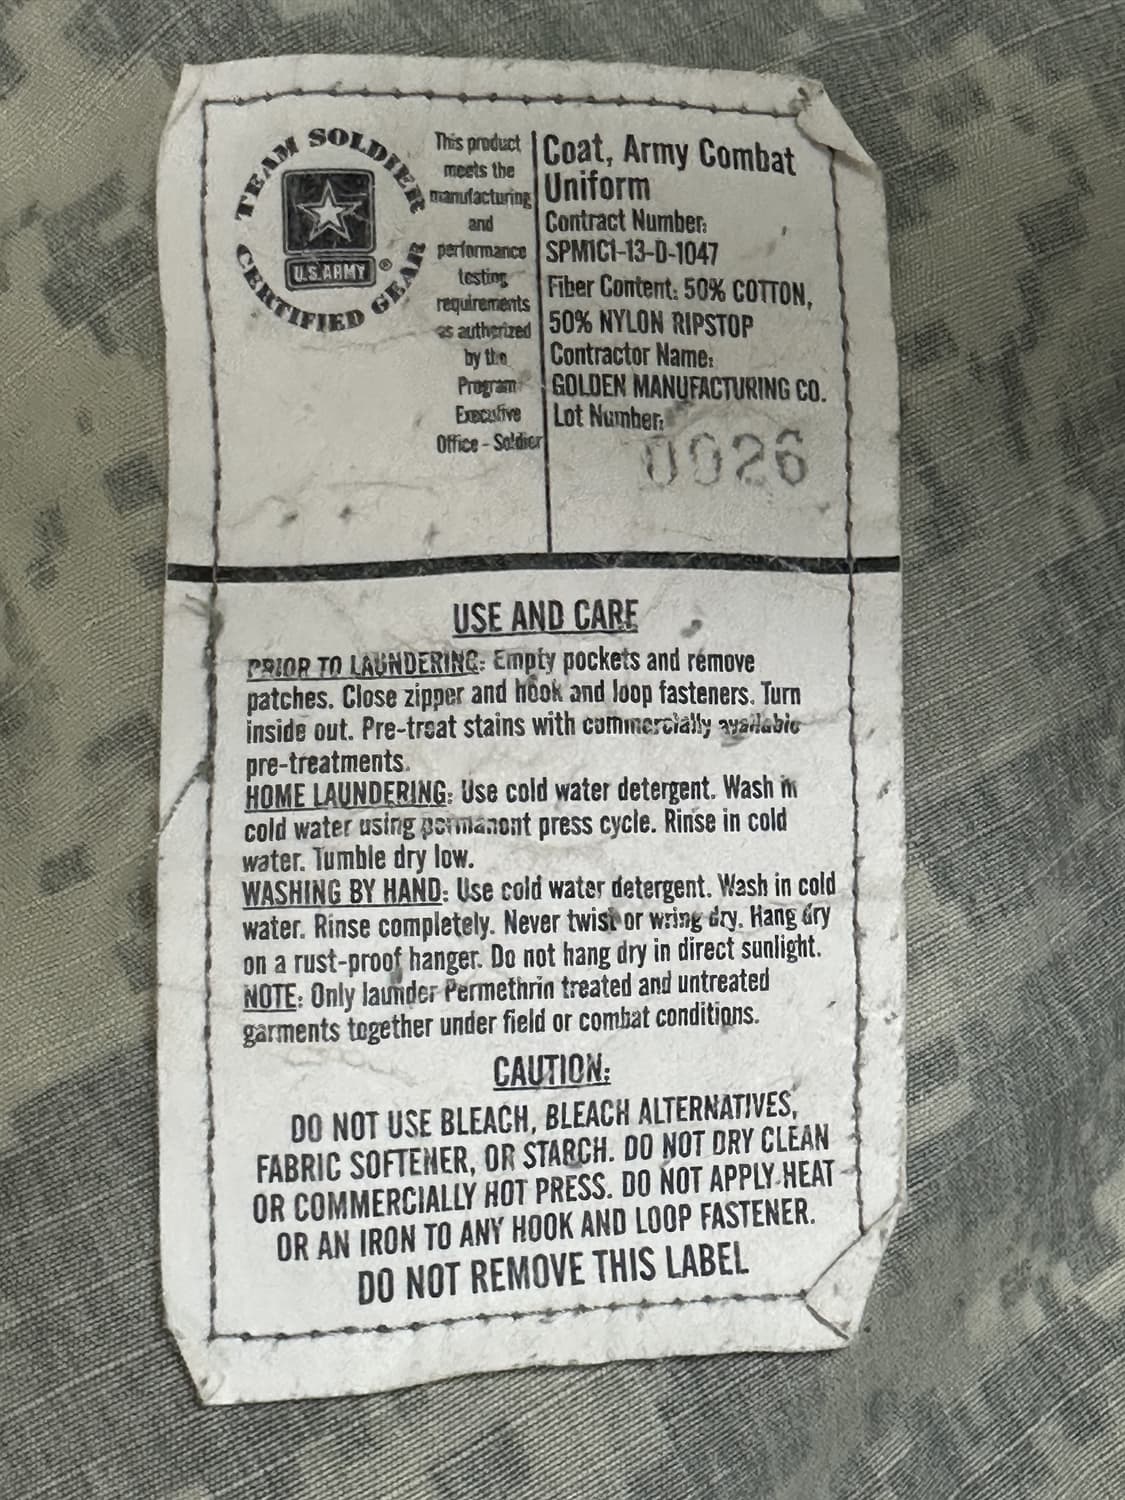 TEAM SOLDIER
CERTIFIED GEAR
U.S.ARMY
®
This product
meets the
manufacturing
and
performance
testing
requirements
as authorized
by the
Program
Executive
Office - Soldier
Coat, Army Combat
Uniform
Contract Number:
SPM1C1-13-D-1047
Fiber Content: 50% COTTON,
50% NYLON RIPSTOP
Contractor Name:
GOLDEN MANUFACTURING CO.
Lot Number:
0026
USE AND CARE
PRIOR TO LAUNDERING: Empty pockets and remove
patches. Close zipper and hook and loop fasteners. Turn
inside out. Pre-treat stains with commercially available
pre-treatments.
HOME LAUNDERING: Use cold water detergent. Wash in
cold water using permanent press cycle. Rinse in cold
water. Tumble dry low.
WASHING BY HAND: Use cold water detergent. Wash in cold
water. Rinse completely. Never twist or wring dry. Hang dry
on a rust-proof hanger. Do not hang dry in direct sunlight.
NOTE: Only launder Permethrin treated and untreated
garments together under field or combat conditions.
CAUTION:
DO NOT USE BLEACH, BLEACH ALTERNATIVES,
FABRIC SOFTENER, OR STARCH. DO NOT DRY CLEAN
OR COMMERCIALLY HOT PRESS. DO NOT APPLY HEAT
OR AN IRON TO ANY HOOK AND LOOP FASTENER.
DO NOT REMOVE THIS LABEL